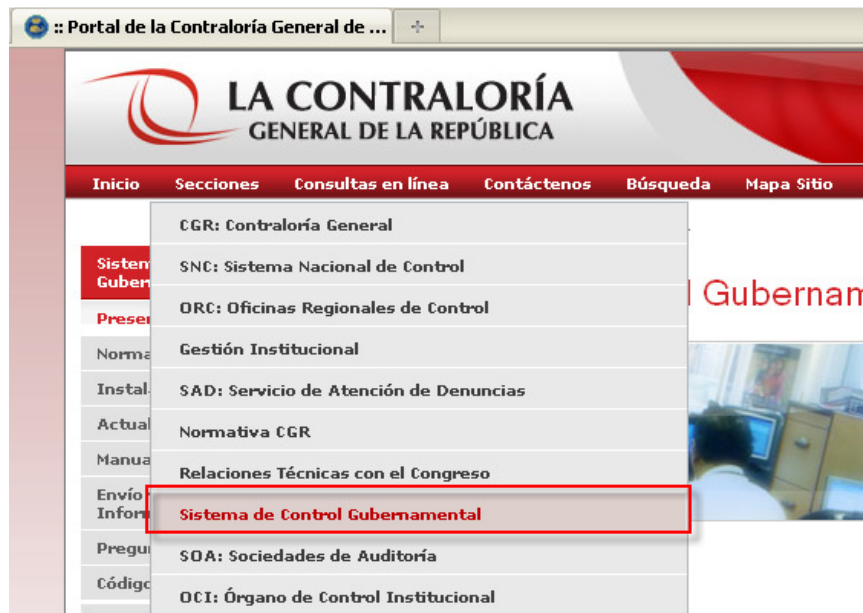 :: Portal de la Contraloría General de ...
LA CONTRALORÍA
GENERAL DE LA REPÚBLICA
Inicio Secciones Consultas en línea Contáctenos Búsqueda Mapa Sitio
CGR: Contraloría General
SNC: Sistema Nacional de Control
ORC: Oficinas Regionales de Control
Gestión Institucional
SAD: Servicio de Atención de Denuncias
Normativa CGR
Relaciones Técnicas con el Congreso
Sistema de Control Gubernamental
SOA: Sociedades de Auditoría
OCI: Órgano de Control Institucional
Envío